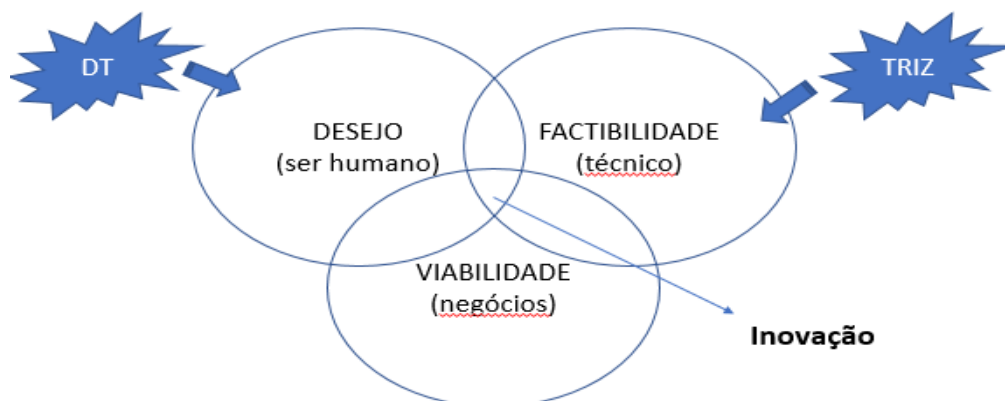 DT
TRIZ
DESEJO
(ser humano)
FACTIBILIDADE
(técnico)
VIABILIDADE
(negócios)
Inovação